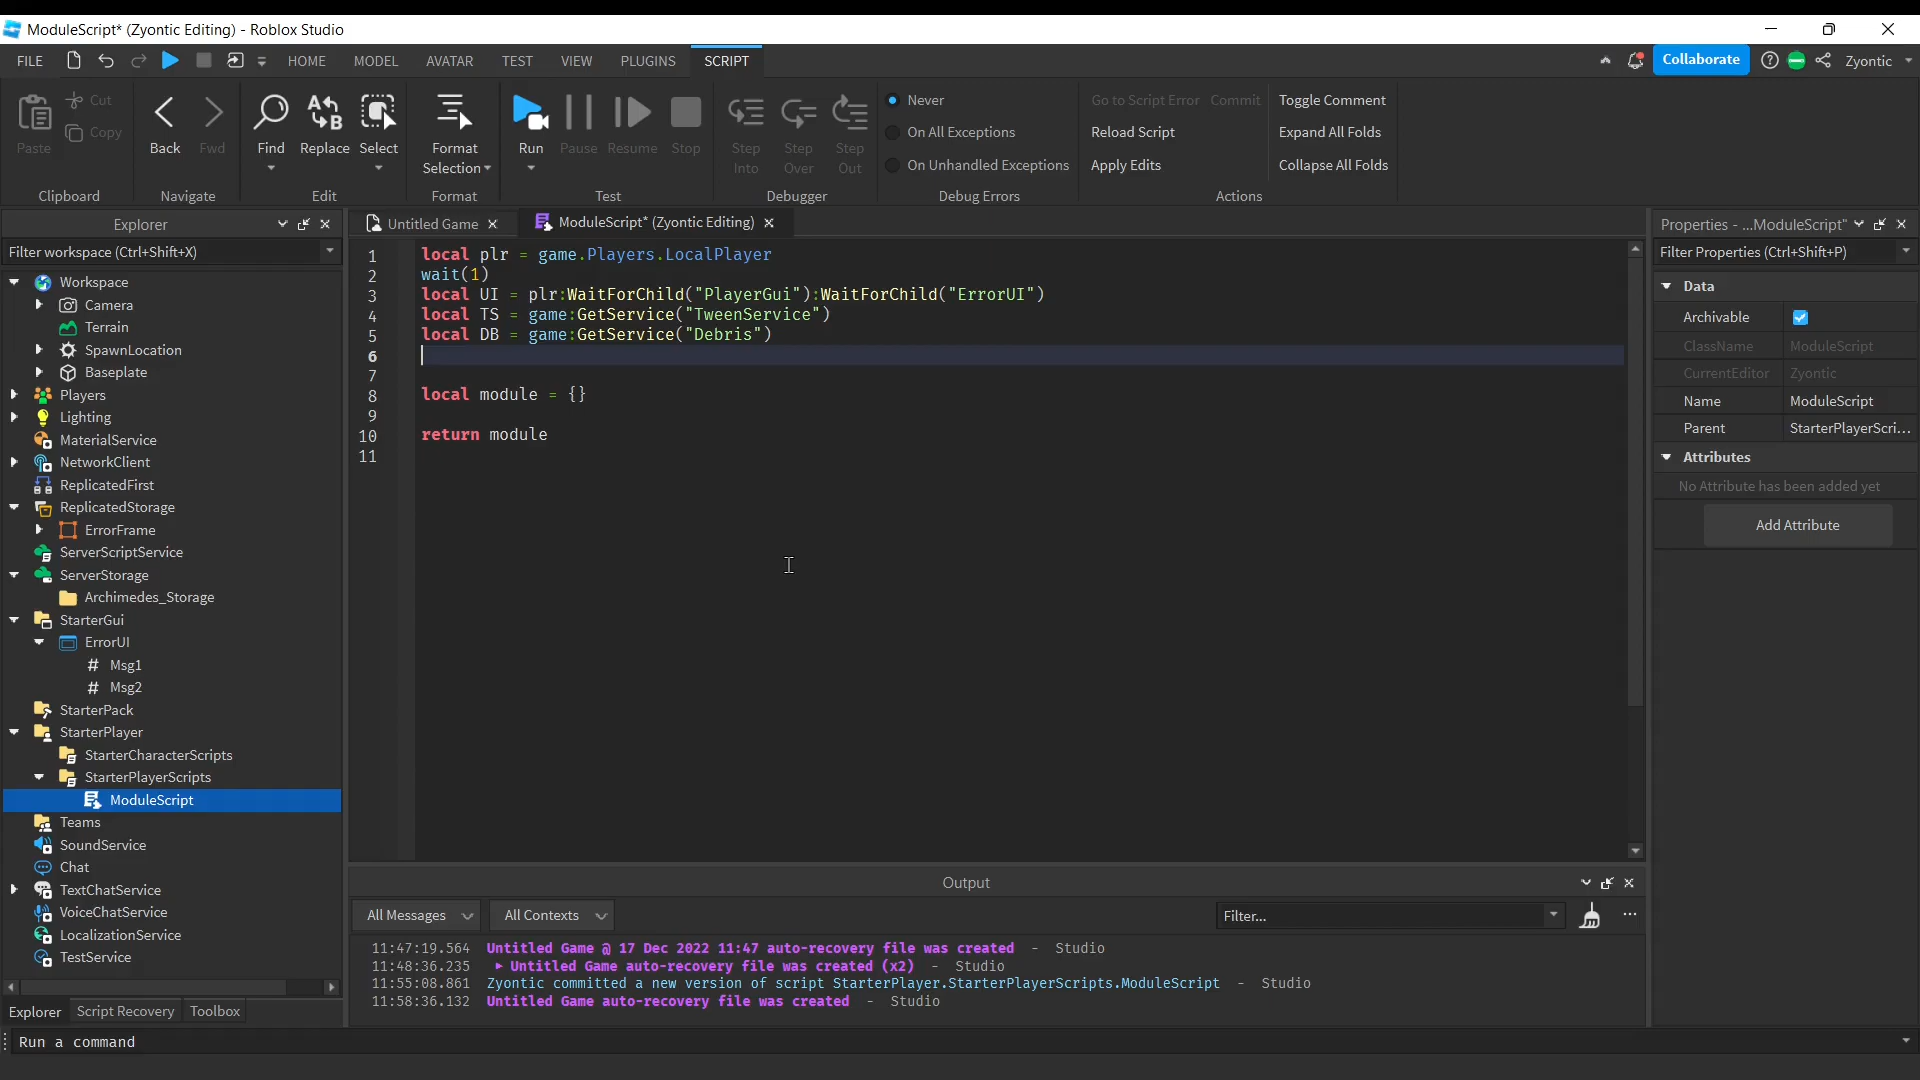 ModuleScript* (Zyontic Editing) - Roblox Studio
FILE HOME MODEL AVATAR TEST VIEW PLUGINS SCRIPT Collaborate Zyontic
Paste Cut Copy Clipboard
Back Fwd Navigate
Find Replace Select Edit
Format Selection Format
Run Pause Resume Stop Test
Step Into Step Over Step Out Debugger
Never
On All Exceptions
On Unhandled Exceptions
Debug Errors
Go to Script Error Commit Toggle Comment
Reload Script Expand All Folds
Apply Edits Collapse All Folds
Actions
Explorer
Filter workspace (Ctrl+Shift+X)
Workspace
Camera
Terrain
SpawnLocation
Baseplate
Players
Lighting
MaterialService
NetworkClient
ReplicatedFirst
ReplicatedStorage
ErrorFrame
ServerScriptService
ServerStorage
Archimedes_Storage
StarterGui
ErrorUI
# Msg1
# Msg2
StarterPack
StarterPlayer
StarterCharacterScripts
StarterPlayerScripts
ModuleScript
Teams
SoundService
Chat
TextChatService
VoiceChatService
LocalizationService
TestService
Explorer Script Recovery Toolbox
Untitled Game ModuleScript* (Zyontic Editing)
1 local plr = game.Players.LocalPlayer
2 wait(1)
3 local UI = plr:WaitForChild("PlayerGui"):WaitForChild("ErrorUI")
4 local TS = game:GetService("TweenService")
5 local DB = game:GetService("Debris")
6
7
8 local module = {}
9
10 return module
11
Output
All Messages All Contexts Filter...
11:47:19.564 Untitled Game @ 17 Dec 2022 11:47 auto-recovery file was created - Studio
11:48:36.235 Untitled Game auto-recovery file was created (x2) - Studio
11:55:08.861 Zyontic committed a new version of script StarterPlayer.StarterPlayerScripts.ModuleScript - Studio
11:58:36.132 Untitled Game auto-recovery file was created - Studio
Properties - ...ModuleScript"
Filter Properties (Ctrl+Shift+P)
Data
Archivable
ClassName ModuleScript
CurrentEditor Zyontic
Name ModuleScript
Parent StarterPlayerScri...
Attributes
No Attribute has been added yet
Add Attribute
Run a command